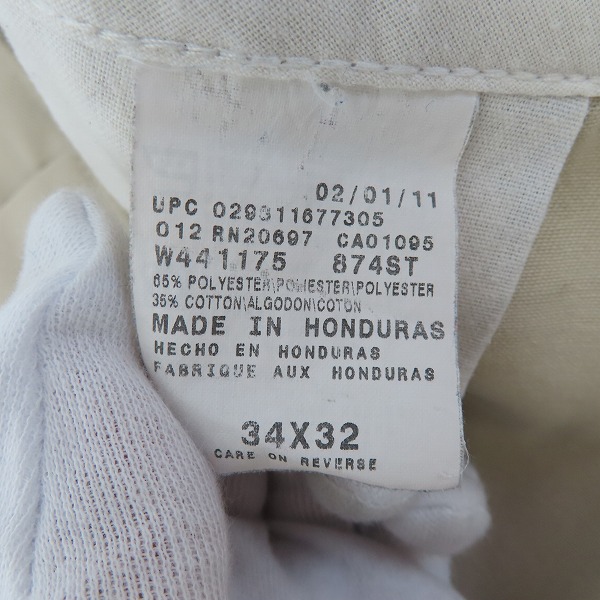 02/01/11
UPC 029311677305
012 RN20697 CA01095
W441175 874ST
65% POLYESTER\POLIESTER\POLYESTER
35% COTTON\ALGODON\COTON
MADE IN HONDURAS
HECHO EN HONDURAS
FABRIQUE AUX HONDURAS
34X32
CARE ON REVERSE